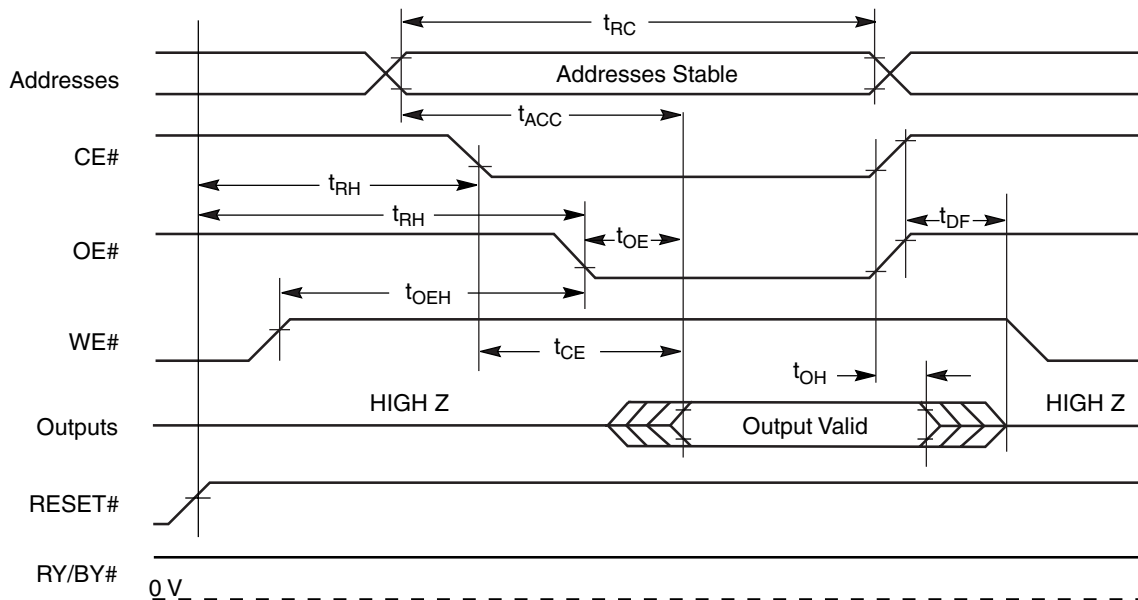 tRC
Addresses
Addresses Stable
tACC
CE#
tRH
tRH
tOE
tDF
OE#
tOEH
WE#
tCE
tOH
HIGH Z
HIGH Z
Outputs
Output Valid
RESET#
RY/BY#
0 V